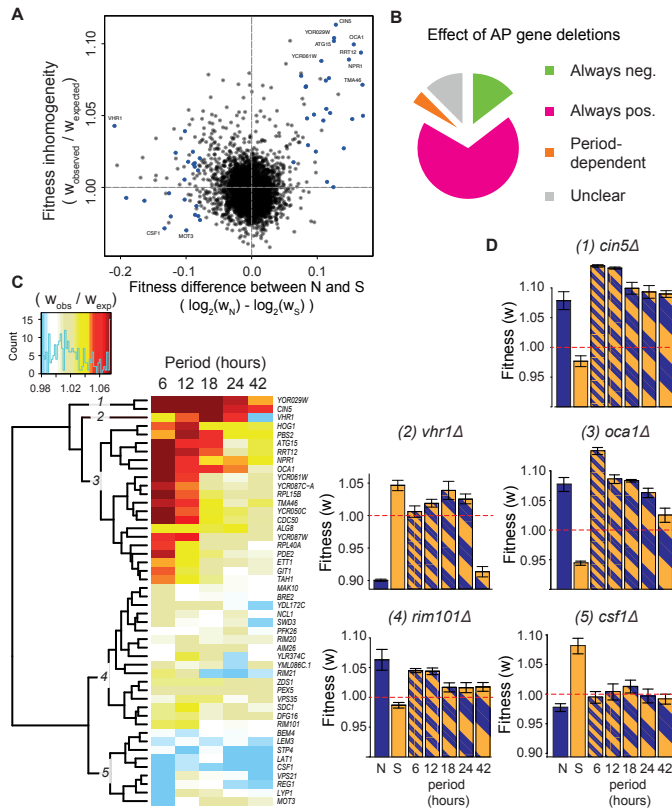 A
Fitness inhomogeneity
( w observed / w expected )
1.10
1.05
1.00
CIN5
YOR029W
OCA1
ATG15
RRT12
YCR061W
NPR1
TMA46
VHR1
CSF1
MOT3
-0.2 -0.1 0.0 0.1
Fitness difference between N and S
( log2(wN) - log2(wS) )
B
Effect of AP gene deletions
Always neg.
Always pos.
Period-
dependent
Unclear
C
( w obs / w exp )
Count
15
10
5
0
0.98 1.01 1.04 1.06
Period (hours)
6 12 18 24 42
1
2
3
4
5
YOR029W
CIN5
VHR1
HOG1
PBS2
ATG15
RRT12
NPR1
OCA1
YCR061W
YCR087C-A
RPL15B
TMA46
YCR050C
CDC50
ALG8
YCR087W
RPL40A
PDE2
ETT1
GIT1
TAH1
MAK10
BRE2
YDL172C
NCL1
SWD3
PFK26
RIM20
AIM26
YLR374C
YML086C.1
RIM21
ZDS1
PEX5
VPS35
SDC1
DFG16
RIM101
BEM4
LEM3
STP4
LAT1
CSF1
VPS21
REG1
LYP1
MOT3
D
(1) cin5Δ
Fitness (w)
1.10
1.05
1.00
0.95
(2) vhr1Δ
Fitness (w)
1.05
1.00
0.95
0.90
(3) oca1Δ
Fitness (w)
1.10
1.05
1.00
0.95
(4) rim101Δ
Fitness (w)
1.10
1.05
1.00
0.95
N S 6 12 18 24 42
period
(hours)
(5) csf1Δ
Fitness (w)
1.10
1.05
1.00
0.95
0.90
N S 6 12 18 24 42
period
(hours)